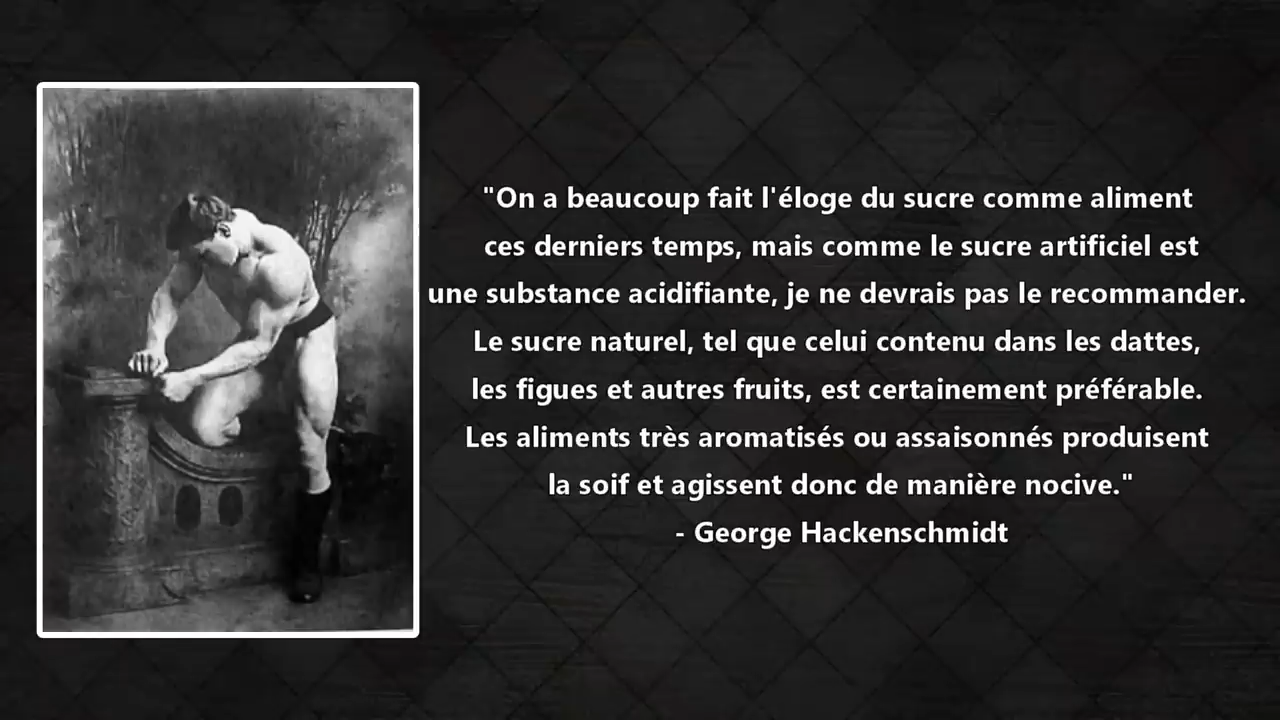 "On a beaucoup fait l'éloge du sucre comme aliment
ces derniers temps, mais comme le sucre artificiel est
une substance acidifiante, je ne devrais pas le recommander.
Le sucre naturel, tel que celui contenu dans les dattes,
les figues et autres fruits, est certainement préférable.
Les aliments très aromatisés ou assaisonnés produisent
la soif et agissent donc de manière nocive."
- George Hackenschmidt